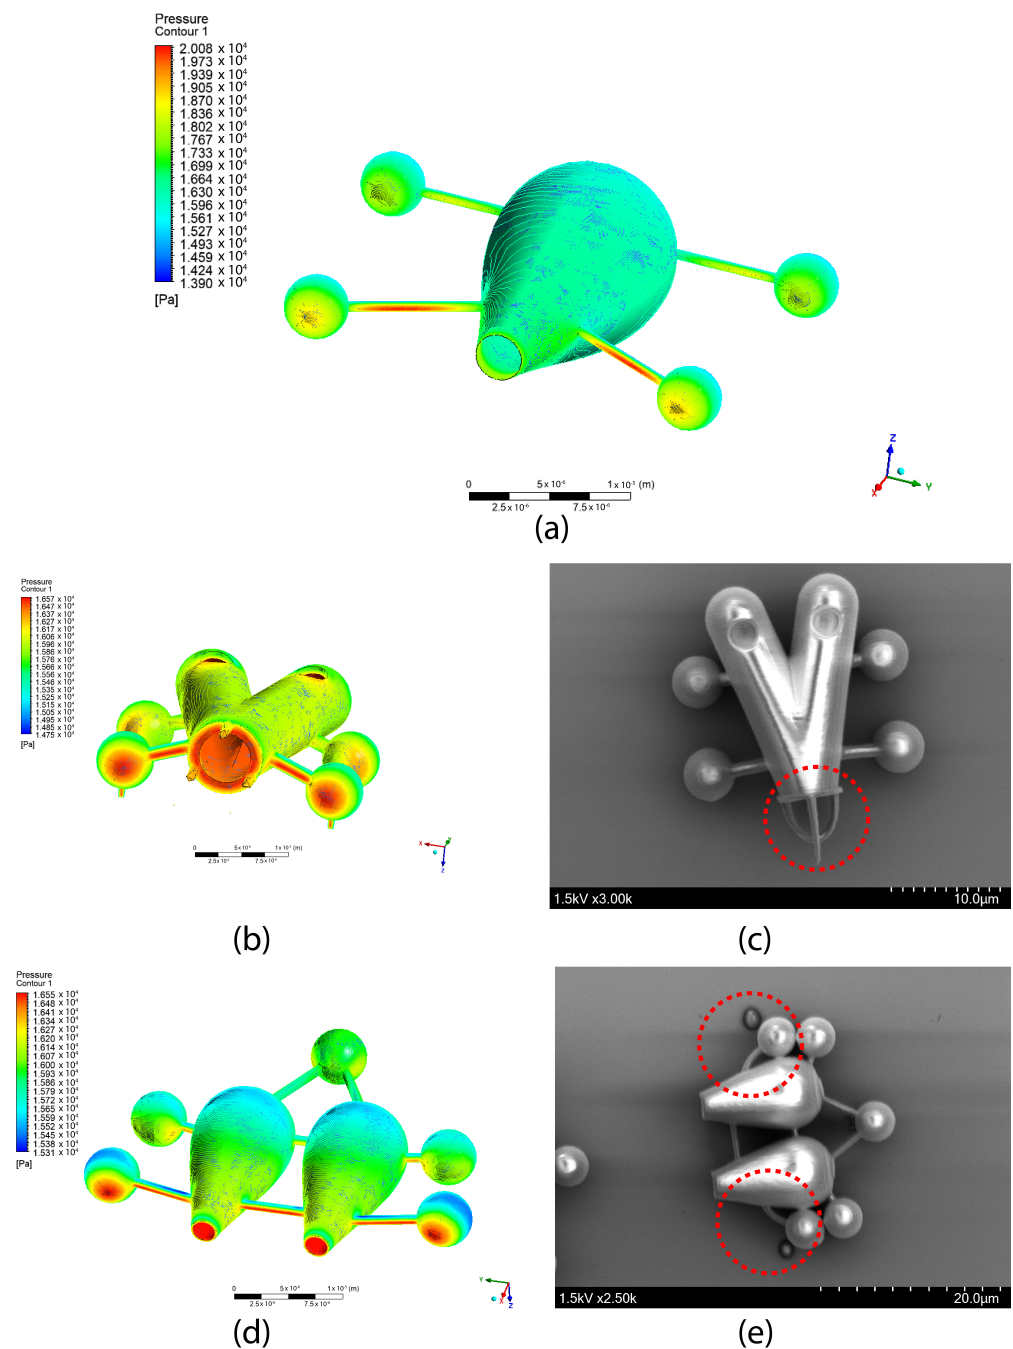 Pressure
Contour 1
2.008 x 10⁴
1.973 x 10⁴
1.939 x 10⁴
1.905 x 10⁴
1.870 x 10⁴
1.836 x 10⁴
1.802 x 10⁴
1.767 x 10⁴
1.733 x 10⁴
1.699 x 10⁴
1.664 x 10⁴
1.630 x 10⁴
1.596 x 10⁴
1.561 x 10⁴
1.527 x 10⁴
1.493 x 10⁴
1.459 x 10⁴
1.424 x 10⁴
1.390 x 10⁴
[Pa]
Z
Y
X
0 5x10⁻⁶ 1x10⁻⁵ (m)
2.5x10⁻⁶ 7.5x10⁻⁶
(a)
Pressure
Contour 1
1.657 x 10⁴
1.647 x 10⁴
1.637 x 10⁴
1.627 x 10⁴
1.617 x 10⁴
1.606 x 10⁴
1.596 x 10⁴
1.586 x 10⁴
1.576 x 10⁴
1.566 x 10⁴
1.556 x 10⁴
1.546 x 10⁴
1.535 x 10⁴
1.525 x 10⁴
1.515 x 10⁴
1.505 x 10⁴
1.495 x 10⁴
1.485 x 10⁴
1.475 x 10⁴
[Pa]
X
Y
Z
1.5kV x3.00k 10.0µm
(b)
(c)
Pressure
Contour 1
1.655 x 10⁴
1.648 x 10⁴
1.641 x 10⁴
1.634 x 10⁴
1.627 x 10⁴
1.620 x 10⁴
1.614 x 10⁴
1.607 x 10⁴
1.600 x 10⁴
1.593 x 10⁴
1.586 x 10⁴
1.579 x 10⁴
1.572 x 10⁴
1.565 x 10⁴
1.559 x 10⁴
1.552 x 10⁴
1.545 x 10⁴
1.538 x 10⁴
1.531 x 10⁴
[Pa]
Y
X
Z
1.5kV x2.50k 20.0µm
(d)
(e)